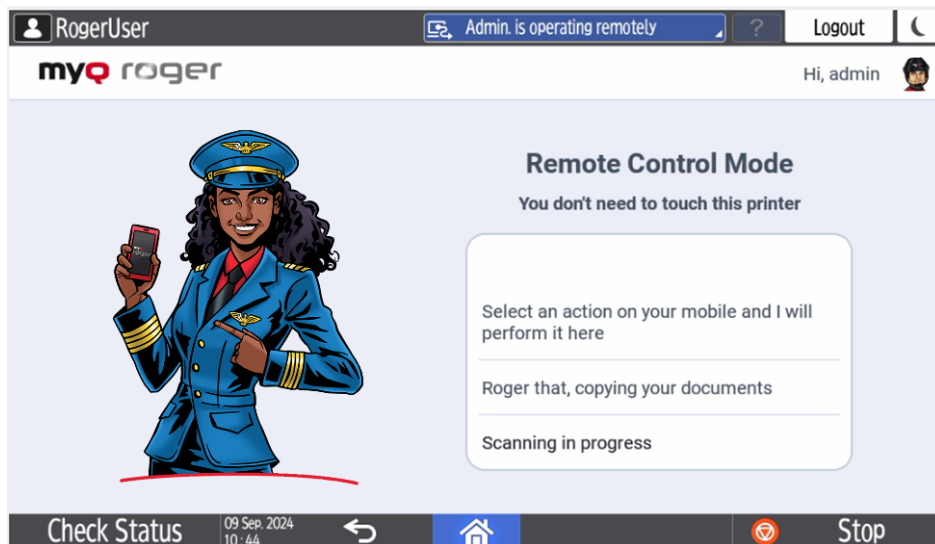 RogerUser
Admin. is operating remotely
?
Logout
myQ roger
Hi, admin
Remote Control Mode
You don't need to touch this printer
Select an action on your mobile and I will
perform it here
Roger that, copying your documents
Scanning in progress
myQ
roger
Check Status
09 Sep. 2024
10:44
Stop